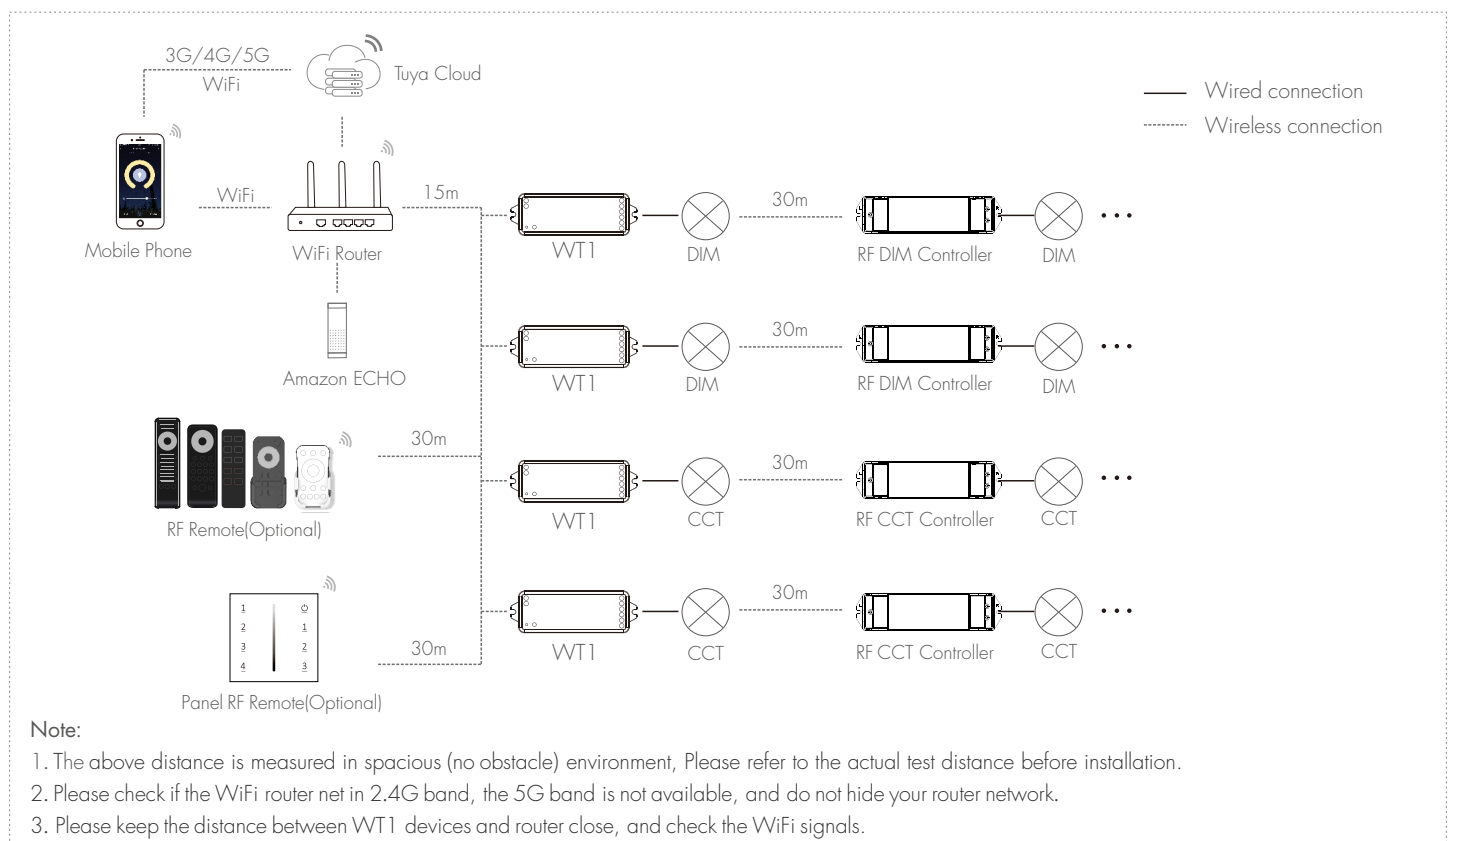 3G/4G/5G
WiFi
Tuya Cloud
Wired connection
Wireless connection
WiFi
15m
Mobile Phone
WiFi Router
WT1
DIM
30m
RF DIM Controller
DIM
Amazon ECHO
WT1
DIM
30m
RF DIM Controller
DIM
30m
RF Remote(Optional)
WT1
CCT
30m
RF CCT Controller
CCT
1
2
3
4
1
2
3
30m
Panel RF Remote(Optional)
WT1
CCT
30m
RF CCT Controller
CCT
Note:
1. The above distance is measured in spacious (no obstacle) environment, Please refer to the actual test distance before installation.
2. Please check if the WiFi router net in 2.4G band, the 5G band is not available, and do not hide your router network.
3. Please keep the distance between WT1 devices and router close, and check the WiFi signals.